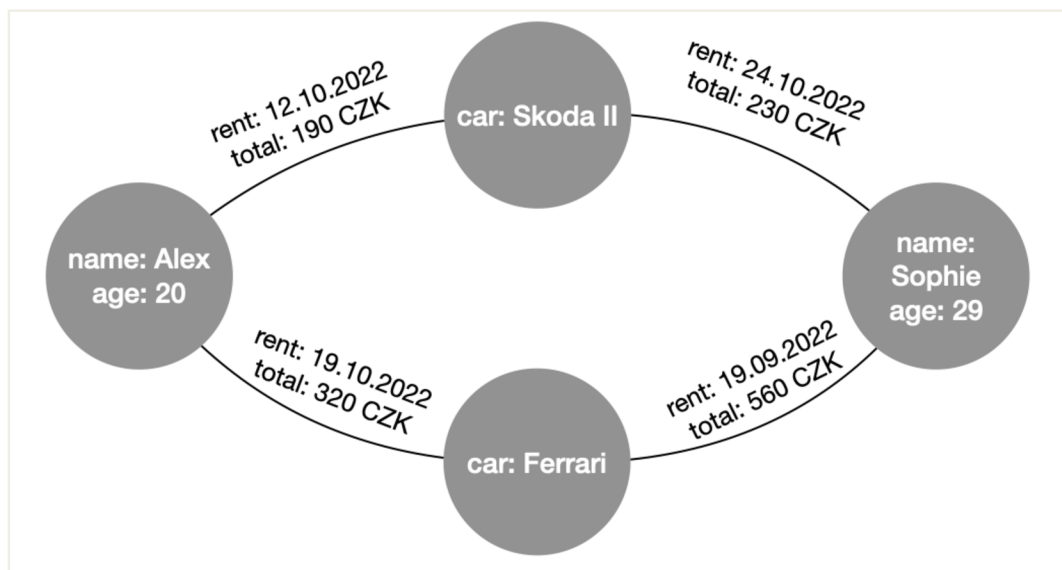 rent: 12.10.2022
total: 190 CZK
car: Skoda II
rent: 24.10.2022
total: 230 CZK
name: Alex
age: 20
name:
Sophie
age: 29
rent: 19.10.2022
total: 320 CZK
car: Ferrari
rent: 19.09.2022
total: 560 CZK